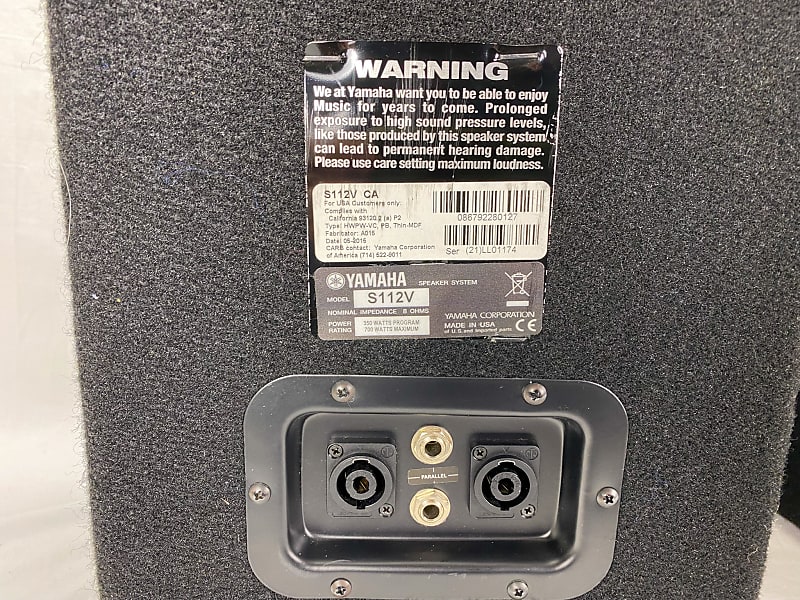 WARNING
We at Yamaha want you to be able to enjoy
Music for years to come. Prolonged
exposure to high sound pressure levels,
like those produced by this speaker system
can lead to permanent hearing damage.
Please use care setting maximum loudness.
S112V CA
For USA Customers only:
Complies with
California 93120.2 (a) P2
Type: HWPW-VC, PB, Thin-MDF
Fabricator: A015
Date: 05-2015
CARB contact: Yamaha Corporation
of America (714) 522-9011
086792280127
Ser (21)LL01174
YAMAHA SPEAKER SYSTEM
MODEL S112V
NOMINAL IMPEDANCE 8 OHMS
POWER RATING 350 WATTS PROGRAM
700 WATTS MAXIMUM
YAMAHA CORPORATION
MADE IN USA
of U.S. and imported parts.
CE
PARALLEL